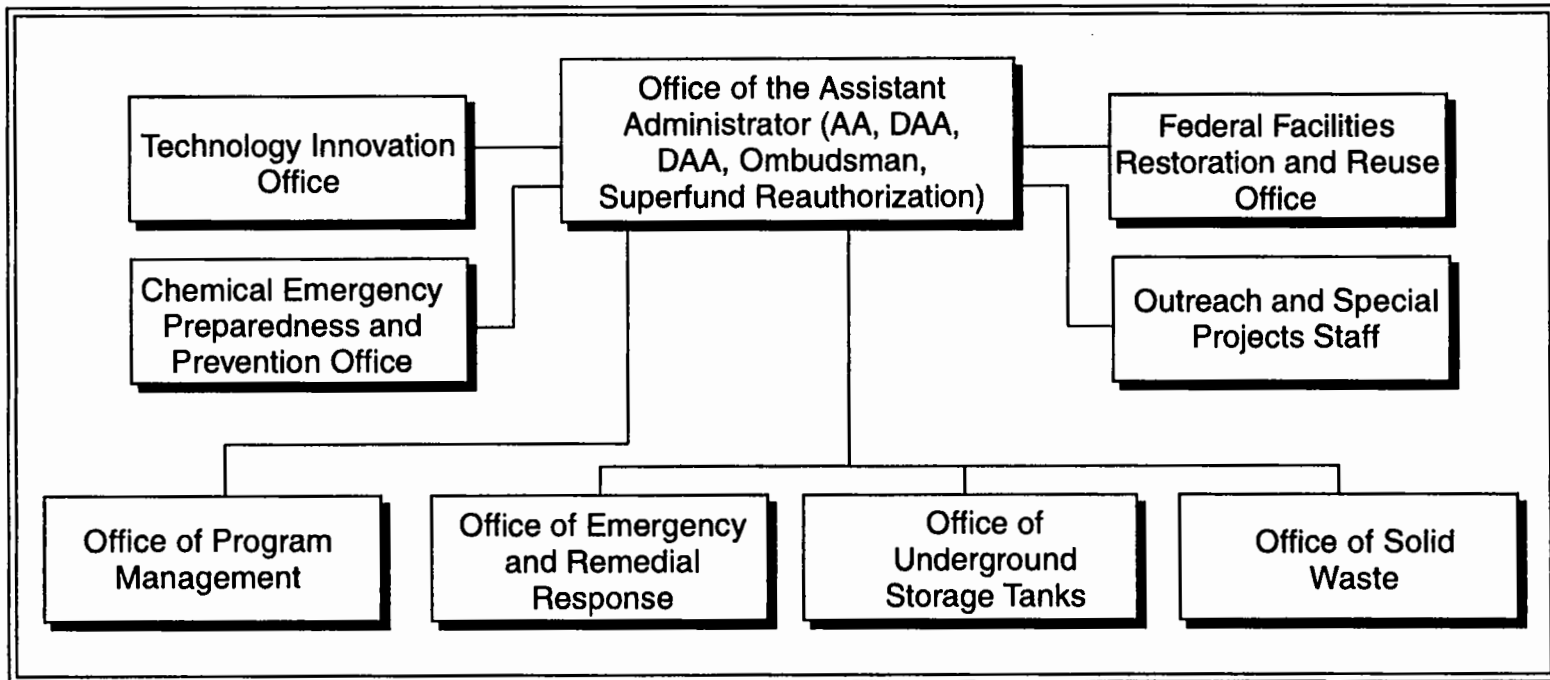 Office of the Assistant
Administrator (AA, DAA,
DAA, Ombudsman,
Superfund Reauthorization)
Technology Innovation
Office
Federal Facilities
Restoration and Reuse
Office
Chemical Emergency
Preparedness and
Prevention Office
Outreach and Special
Projects Staff
Office of Program
Management
Office of Emergency
and Remedial
Response
Office of
Underground
Storage Tanks
Office of Solid
Waste